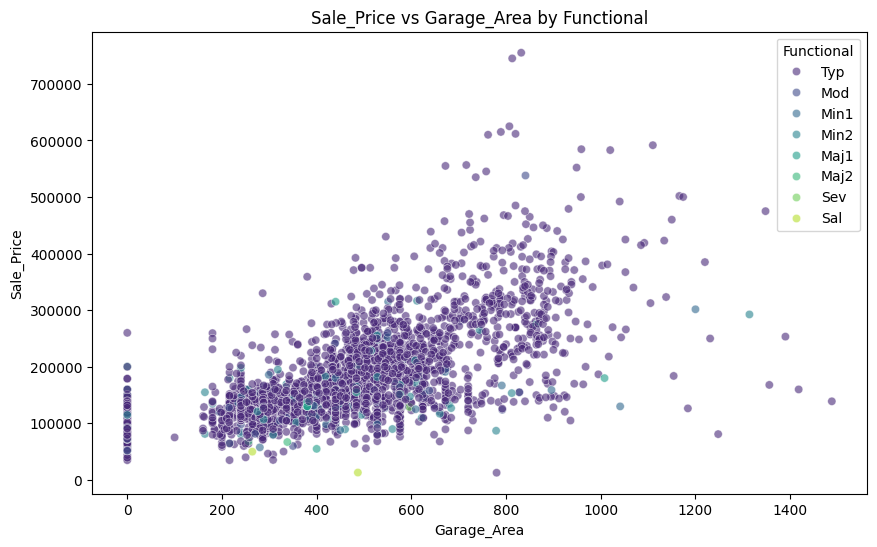 Sale_Price vs Garage_Area by Functional
Functional
Typ
Mod
Min1
Min2
Maj1
Maj2
Sev
Sal
700000
600000
500000
400000
300000
200000
100000
0
Sale_Price
0 200 400 600 800 1000 1200 1400
Garage_Area